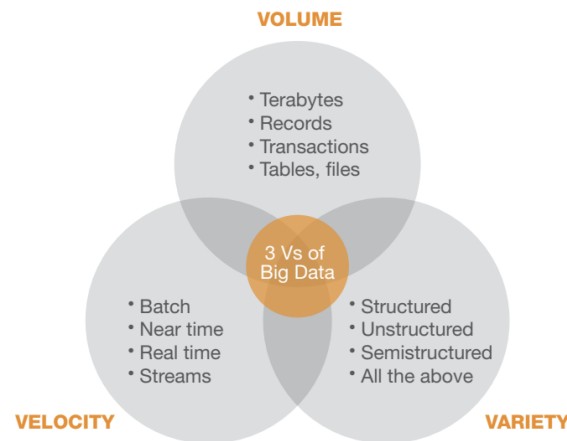 VOLUME
• Terabytes
• Records
• Transactions
• Tables, files
3 Vs of
Big Data
• Batch
• Near time
• Real time
• Streams
• Structured
• Unstructured
• Semistructured
• All the above
VELOCITY
VARIETY